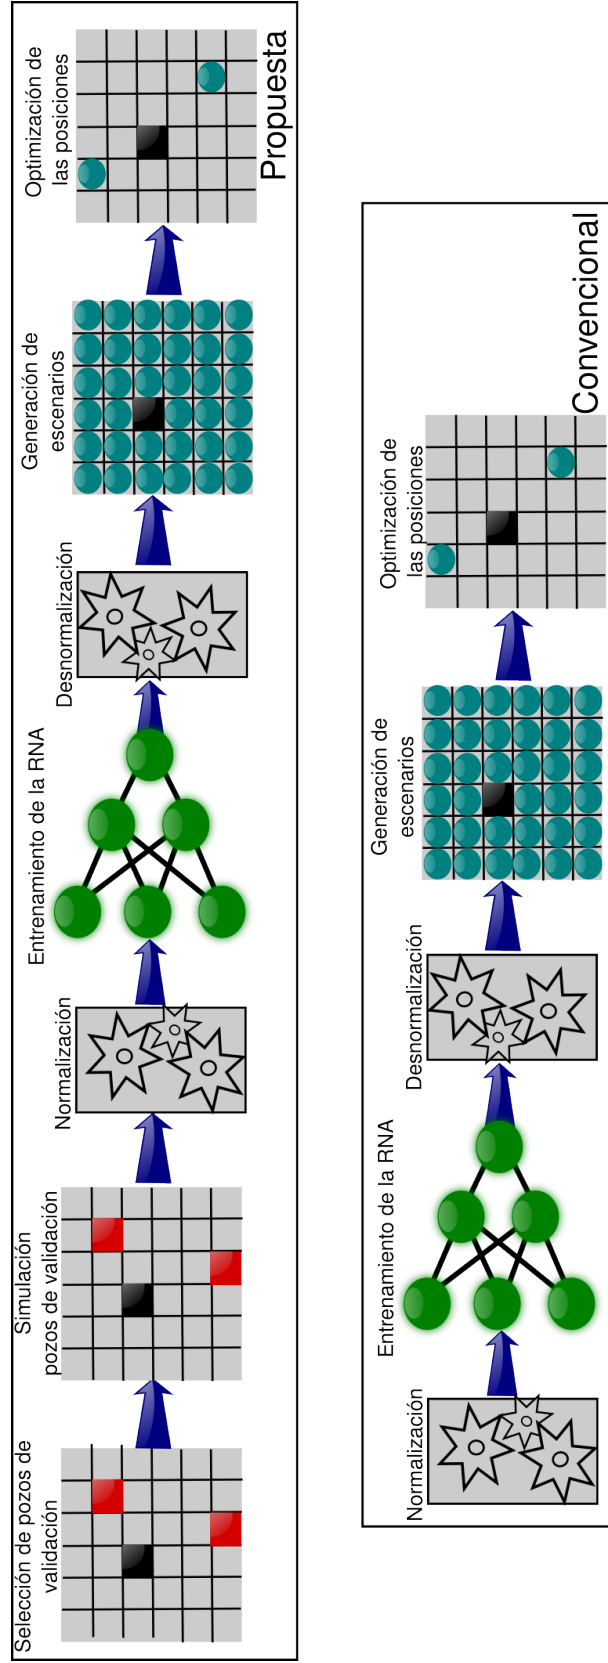 Selección de pozos de
validación
Simulación
pozos de validación
Normalización
Entrenamiento de la RNA
Desnormalización
Generación de
escenarios
Optimización de
las posiciones
Propuesta
Normalización
Entrenamiento de la RNA
Desnormalización
Generación de
escenarios
Optimización de
las posiciones
Convencional